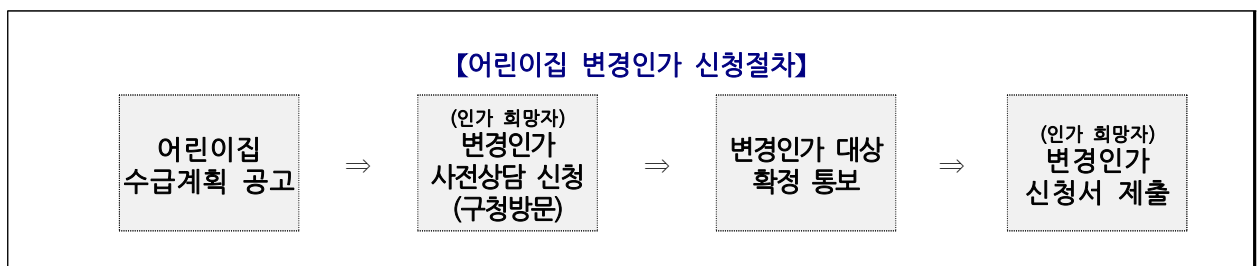 【어린이집 변경인가 신청절차】
어린이집
수급계획 공고
⇒
(인가 희망자)
변경인가
사전상담 신청
(구청방문)
⇒
변경인가 대상
확정 통보
⇒
(인가 희망자)
변경인가
신청서 제출